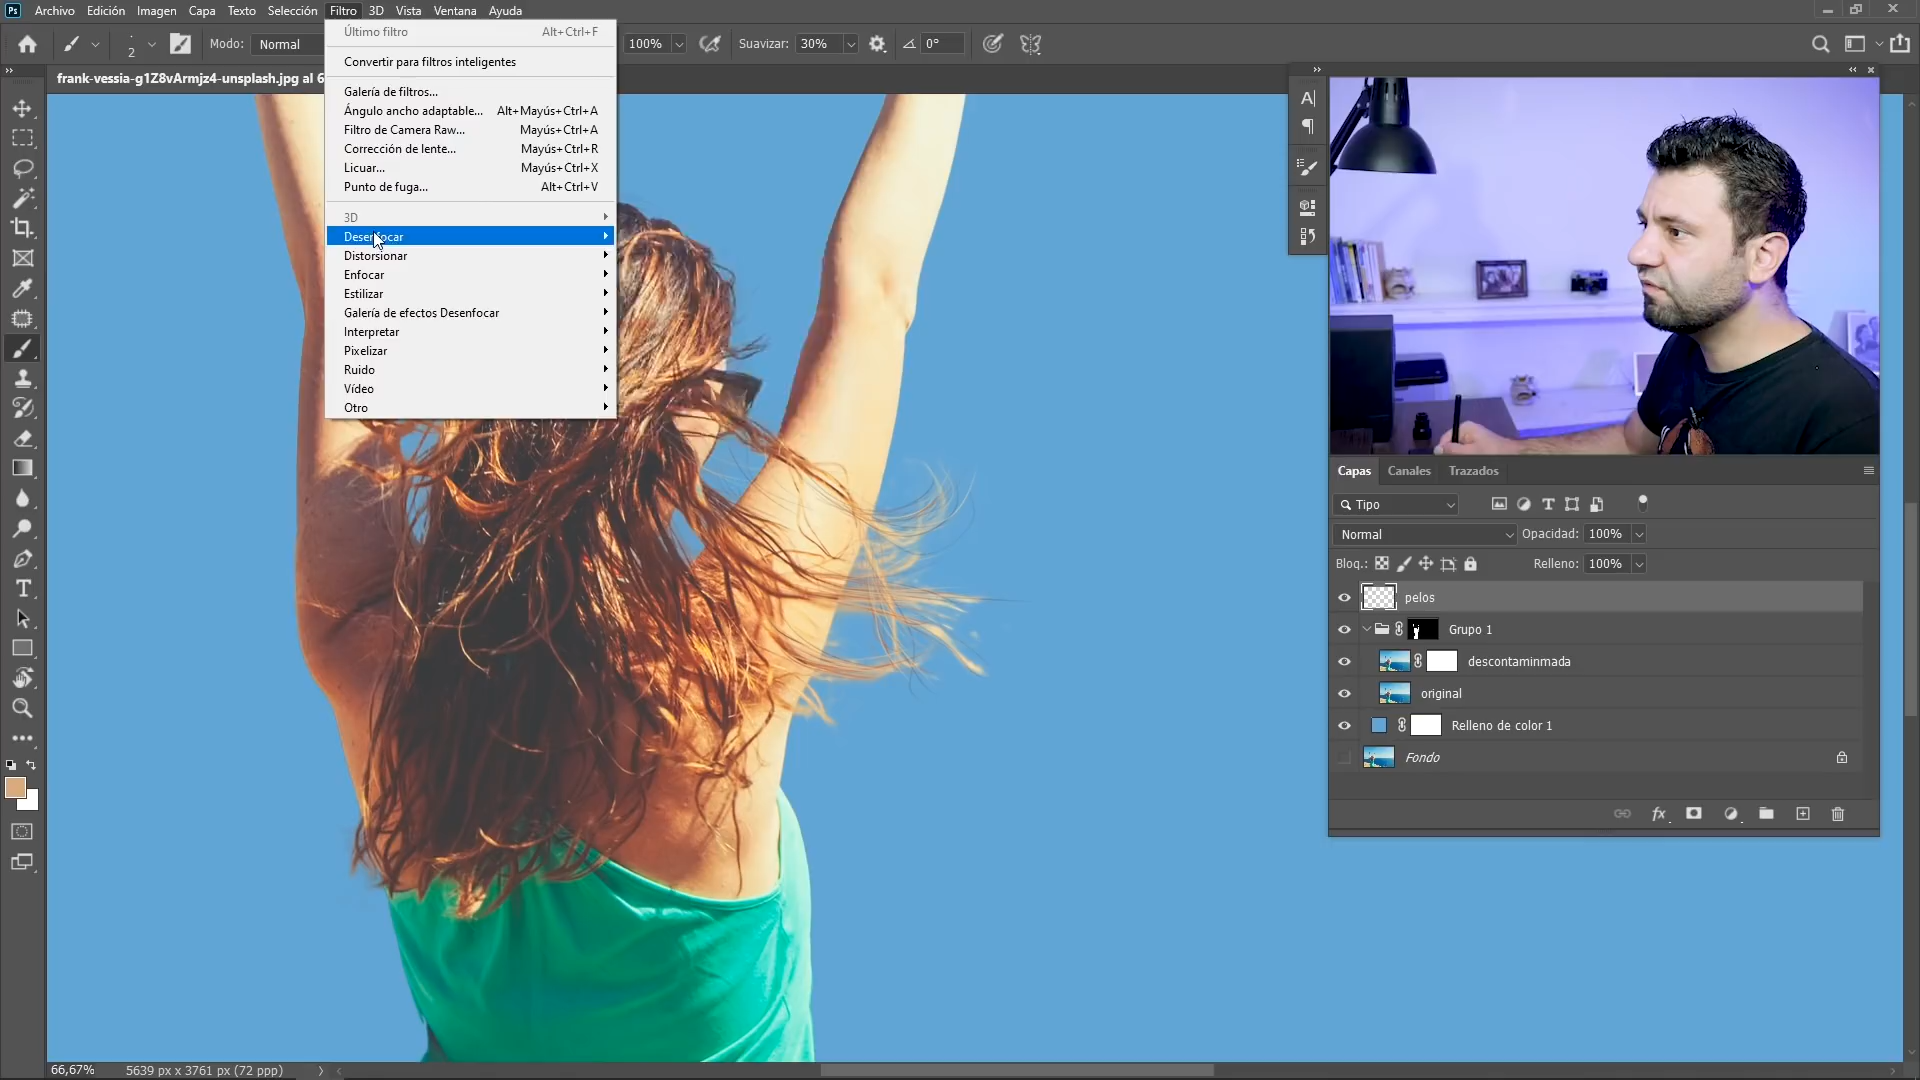 Ps Archivo Edición Imagen Capa Texto Selección Filtro 3D Vista Ventana Ayuda
2 Modo: Normal 100% Suavizar: 30% 0°
frank-vessia-g1Z8vArmjz4-unsplash.jpg al 6
Último filtro Alt+Ctrl+F
Convertir para filtros inteligentes
Galería de filtros...
Ángulo ancho adaptable... Alt+Mayús+Ctrl+A
Filtro de Camera Raw... Mayús+Ctrl+A
Corrección de lente... Mayús+Ctrl+R
Licuar... Mayús+Ctrl+X
Punto de fuga... Alt+Ctrl+V
3D
Desenfocar
Distorsionar
Enfocar
Estilizar
Galería de efectos Desenfocar
Interpretar
Pixelizar
Ruido
Vídeo
Otro
Capas Canales Trazados
Tipo
Normal Opacidad: 100%
Bloq.: Relleno: 100%
pelos
Grupo 1
descontaminmada
original
Relleno de color 1
Fondo
fx
66,67% 5639 px x 3761 px (72 ppp)